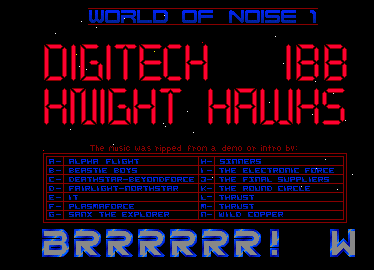 WORLD OF NOISE 1
DIGITECH 188
KNIGHT HAWKS
The music was ripped from a demo or intro by:
A- ALPHA FLIGHT H- SINNERS
B- BEASTIE BOYS I- THE ELECTRONIC FORCE
C- DEATHSTAR-BEYONDFORCE J- THE FINAL SUPPLIERS
D- FAIRLIGHT-NORTHSTAR K- THE ROUND CIRCLE
E- IT L- THRUST
F- PLASMAFORCE M- THRUST
G- THE EXPLORER N- WILD COPPER
BRRRRRR! W